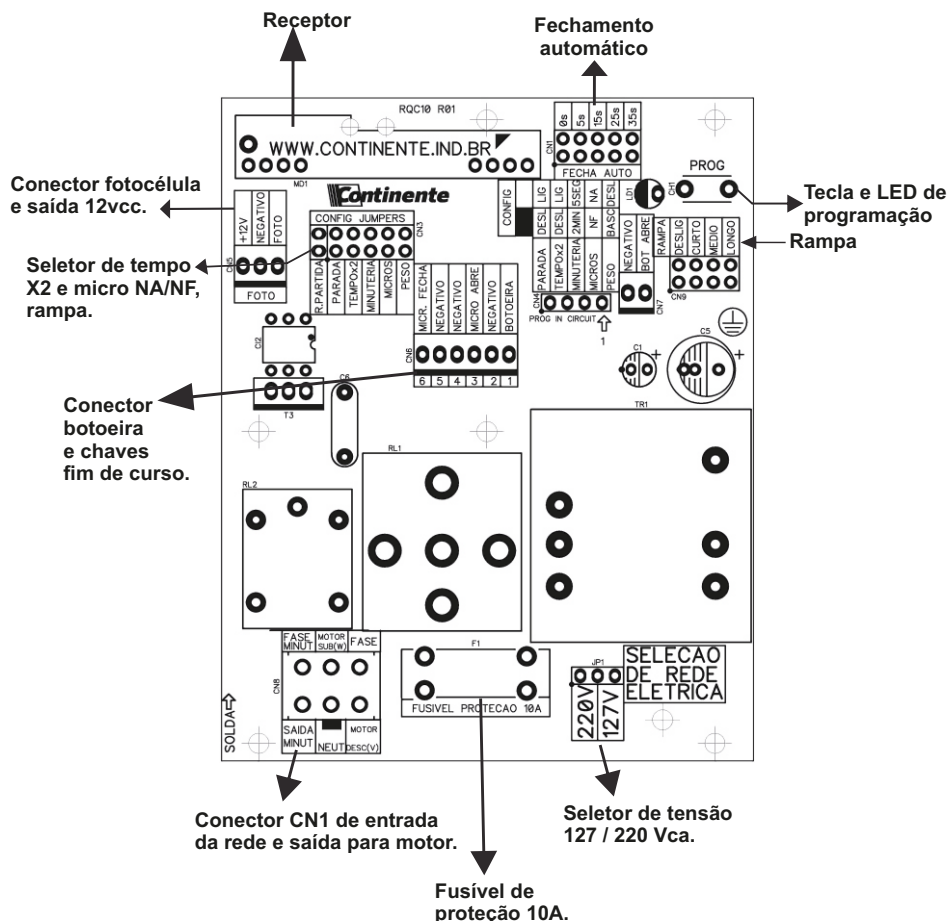 Receptor
Fechamento
automático
RQC10 R01
WWW.CONTINENTE.IND.BR
MD1
Continente
CN1
0s
5s
15s
25s
35s
FECHA AUTO
PROG
CH1
LD1
Tecla e LED de
programação
Rampa
Conector fotocélula
e saída 12vcc.
+12V
NEGATIVO
FOTO
CN5
FOTO
Seletor de tempo
X2 e micro NA/NF,
rampa.
CONFIG JUMPERS
CN3
R.PARTIDA
PARADA
TEMPOx2
MINUTERIA
MICROS
PESO
CONFIG
DESL LIG
DESL LIG
2MIN 5SEG
NF NA
BASC DESL
PARADA
TEMPOx2
MINUTERIA
MICROS
PESO
NEGATIVO
BOT ABRE
CN7
RAMPA
DESLIG
CURTO
MEDIO
LONGO
CN9
CN4
PROG IN CIRCUIT
1
MICR. FECHA
NEGATIVO
NEGATIVO
MICRO ABRE
NEGATIVO
BOTOEIRA
CN6
6 5 4 3 2 1
CI2
T3
C6
C1
+
C5
+
Conector
botoeira
e chaves
fim de curso.
RL2
RL1
TR1
FASE
MINUT
MOTOR
SUB(W)
FASE
CN8
SAIDA
MINUT
NEUT
MOTOR
DESC(V)
SOLDA
F1
FUSIVEL PROTECAO 10A
JP1
220V
127V
SELECAO
DE REDE
ELETRICA
Conector CN1 de entrada
da rede e saída para motor.
Seletor de tensão
127 / 220 Vca.
Fusível de
proteção 10A.